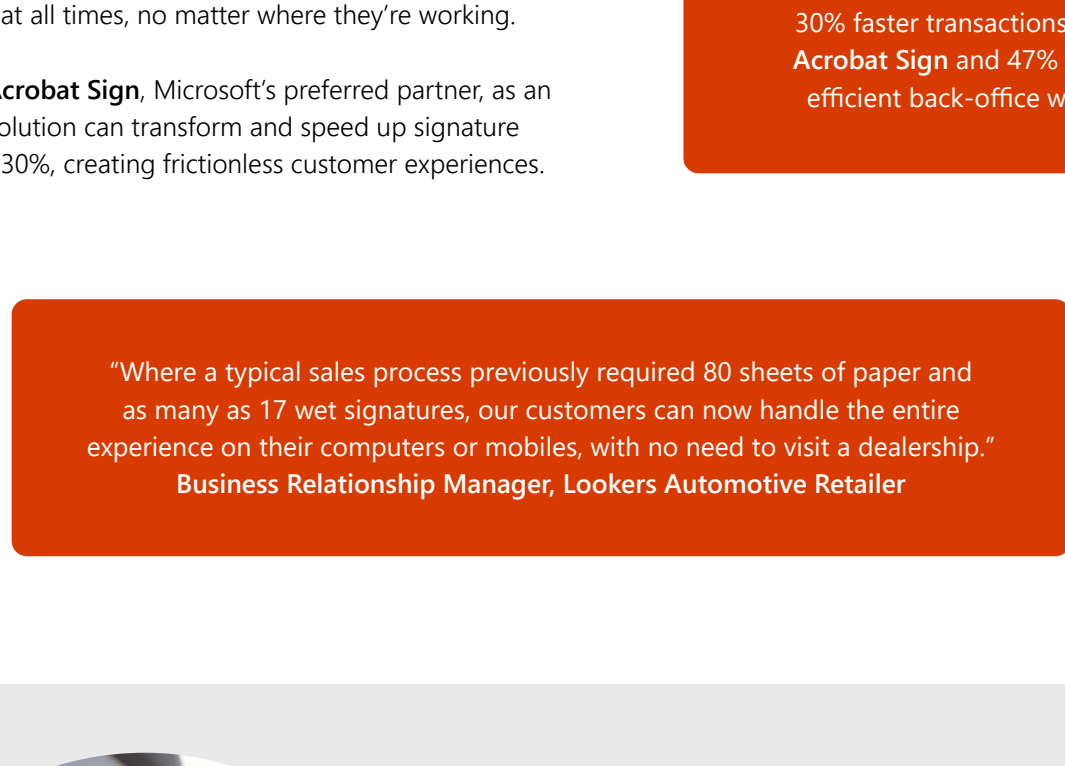 at all times, no matter where they're working.
Acrobat Sign, Microsoft's preferred partner, as an
olution can transform and speed up signature
30%, creating frictionless customer experiences.
30% faster transactions
Acrobat Sign and 47%
efficient back-office w
"Where a typical sales process previously required 80 sheets of paper and
as many as 17 wet signatures, our customers can now handle the entire
experience on their computers or mobiles, with no need to visit a dealership."
Business Relationship Manager, Lookers Automotive Retailer